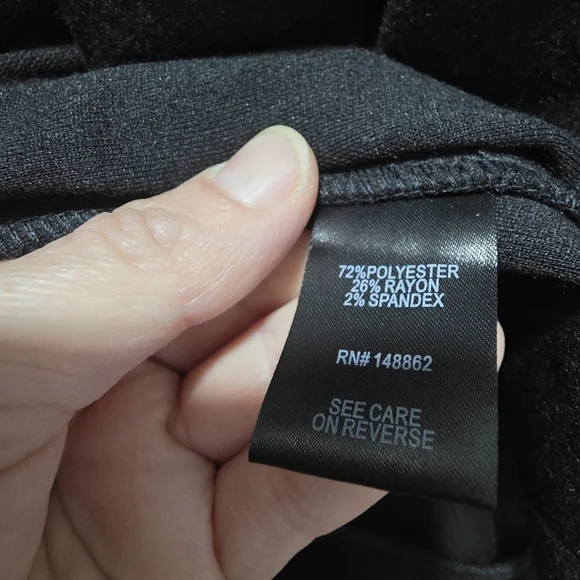 72%POLYESTER
26% RAYON
2% SPANDEX
RN# 148862
SEE CARE
ON REVERSE